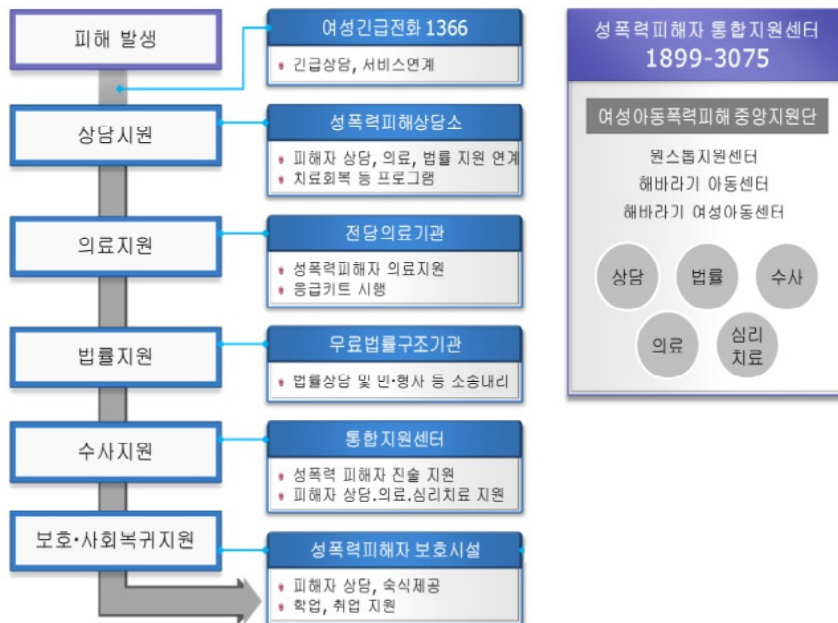 피해 발생
여성긴급전화 1366
긴급상담, 서비스연계
상담지원
성폭력피해상담소
피해자 상담, 의료, 법률 지원 연계
치료회복 등 프로그램
의료지원
전담의료기관
성폭력피해자 의료지원
응급키트 시행
법률지원
무료법률구조기관
법률상담 및 민·형사 등 소송대리
수사지원
통합지원센터
성폭력 피해자 진술 지원
피해자 상담.의료.심리치료 지원
보호·사회복귀지원
성폭력피해자 보호시설
피해자 상담, 숙식제공
학업, 취업 지원
성폭력피해자 통합지원센터
1899-3075
여성아동폭력피해 중앙지원단
원스톱지원센터
해바라기 아동센터
해바라기 여성아동센터
상담
법률
수사
의료
심리
치료